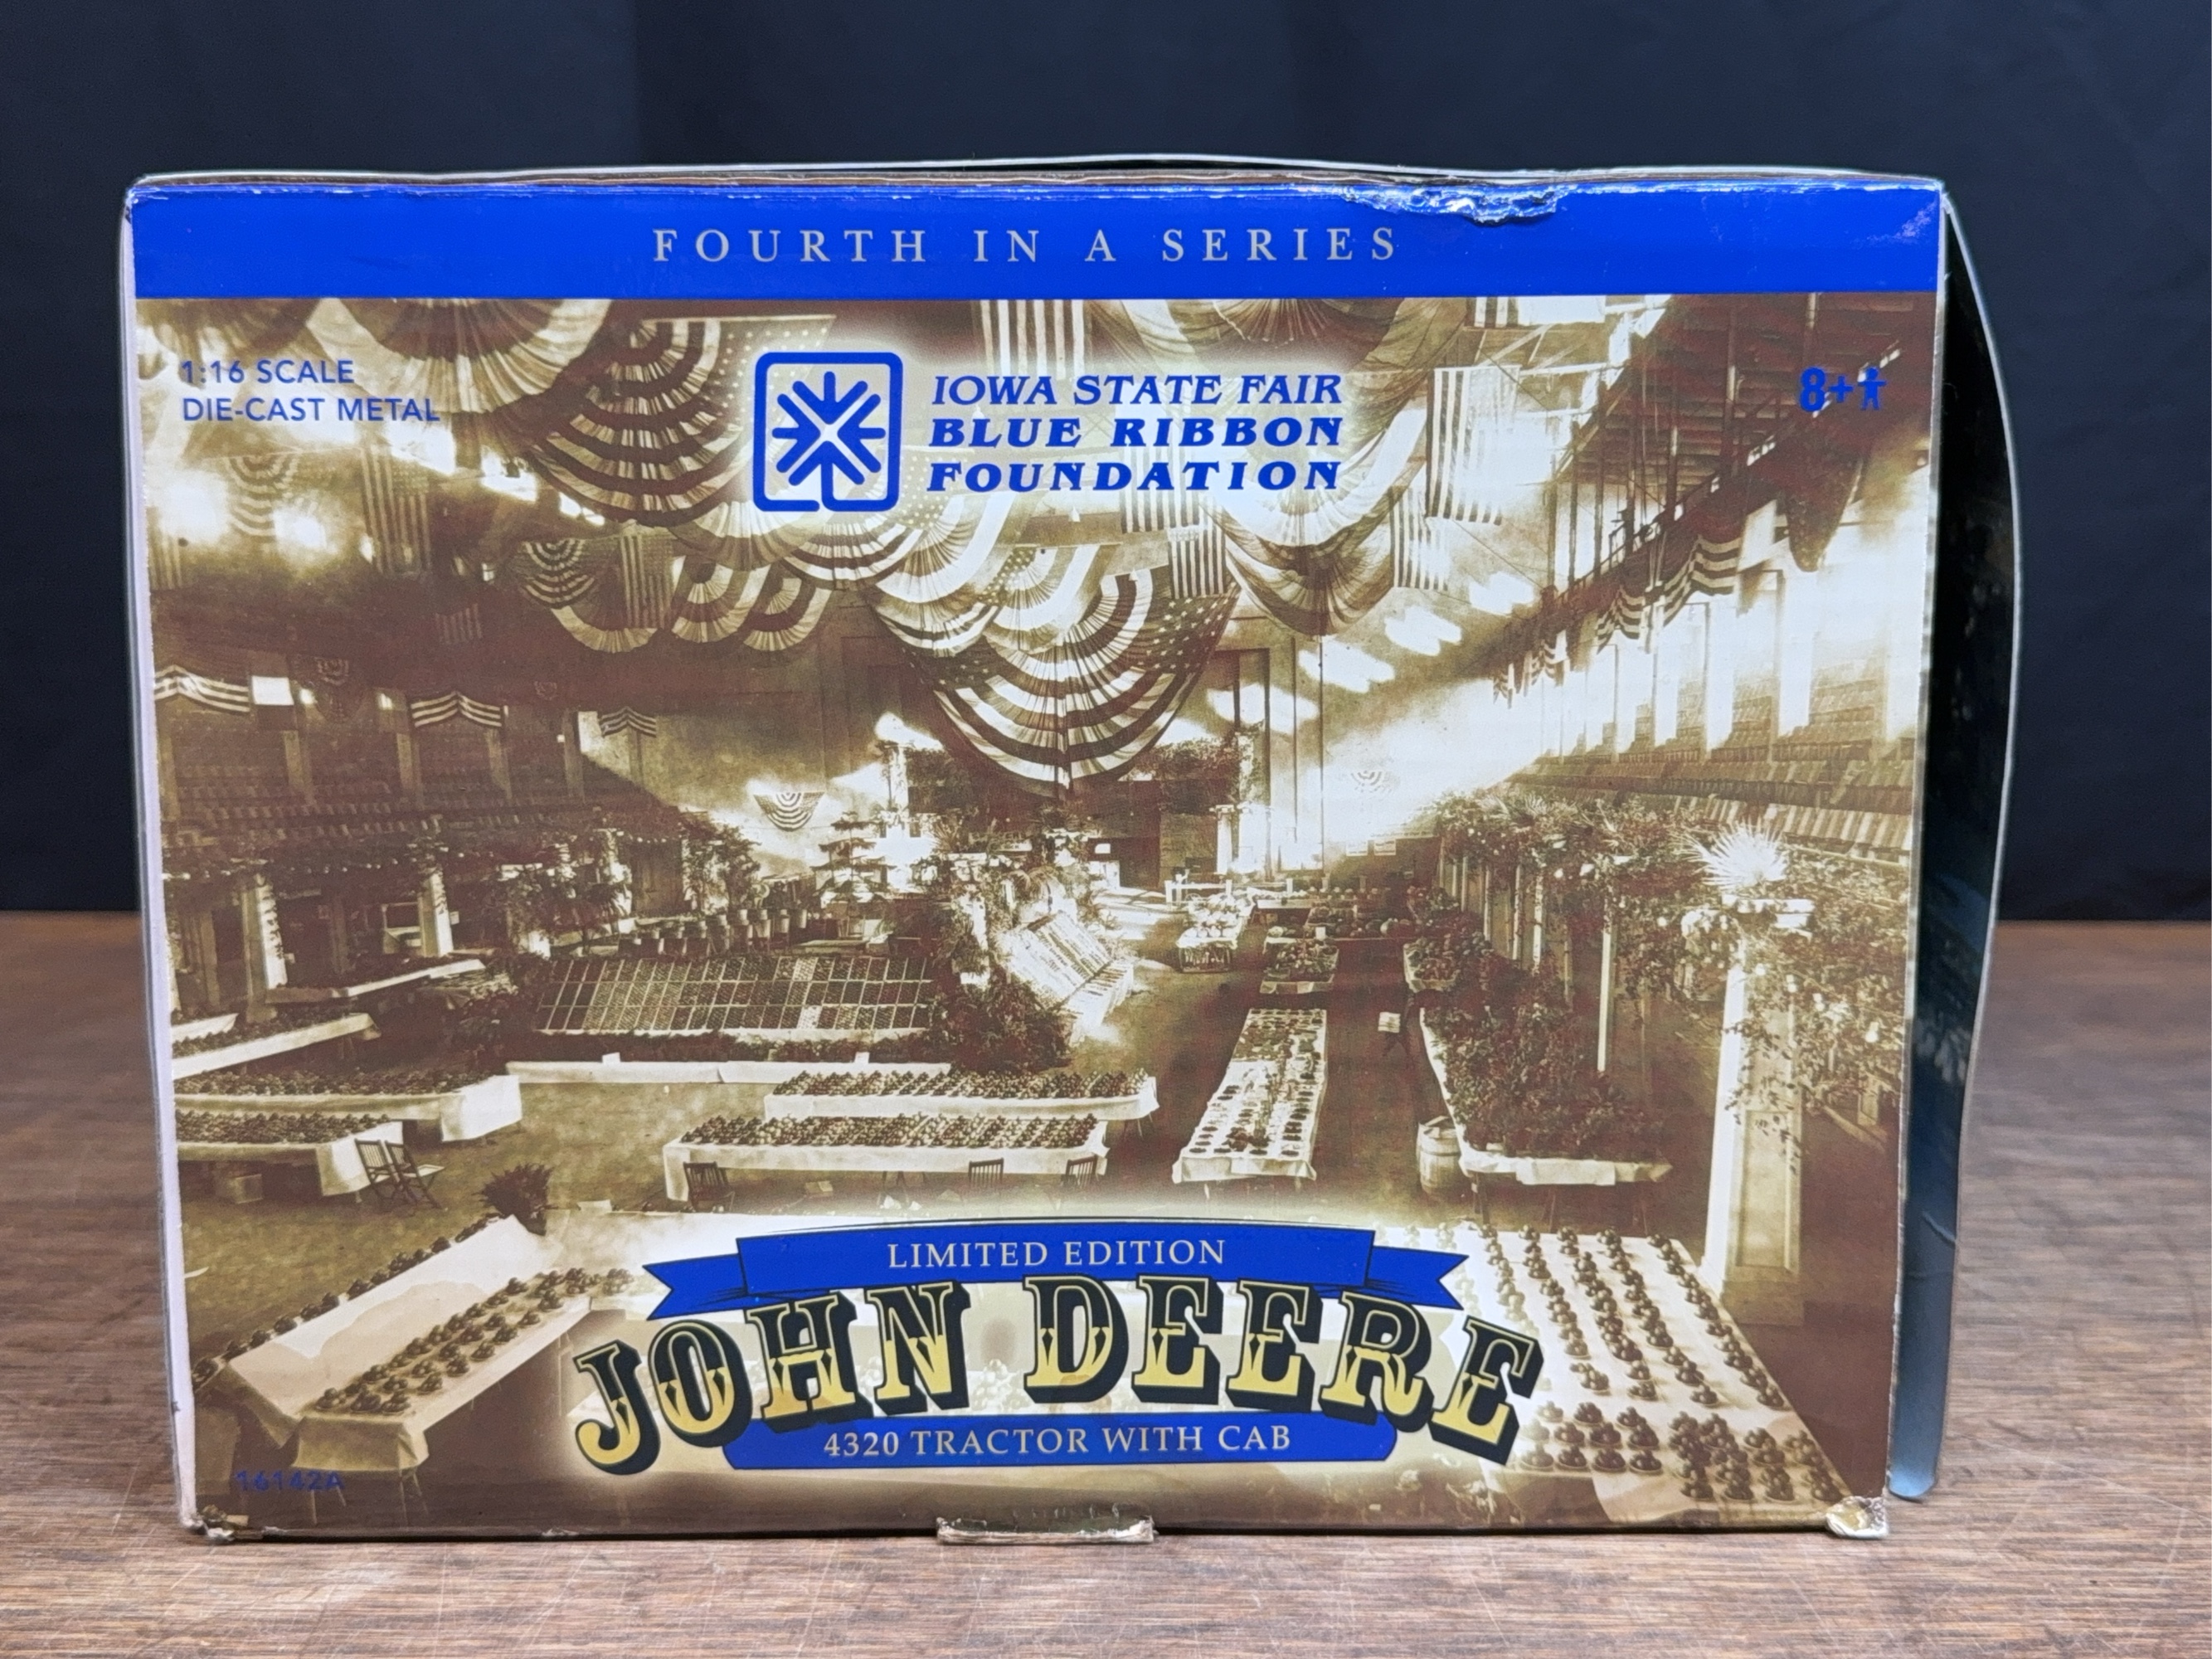 FOURTH IN A SERIES
1:16 SCALE
DIE-CAST METAL
IOWA STATE FAIR
BLUE RIBBON
FOUNDATION
8+
LIMITED EDITION
JOHN DEERE
4320 TRACTOR WITH CAB
16142A